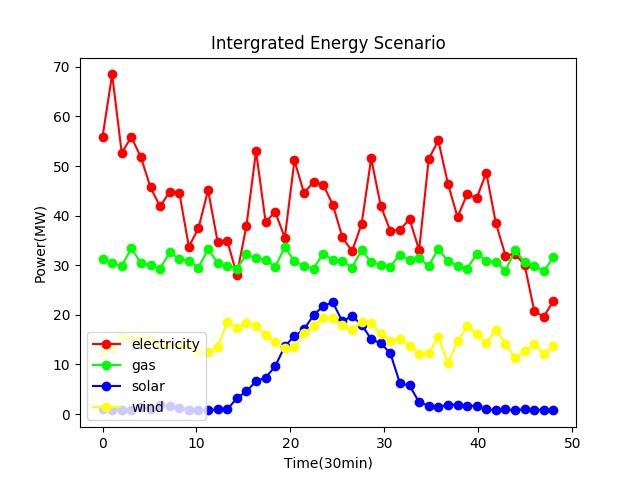 Intergrated Energy Scenario
Power(MW)
70
60
50
40
30
20
10
0
electricity
gas
solar
wind
0 10 20 30 40 50
Time(30min)